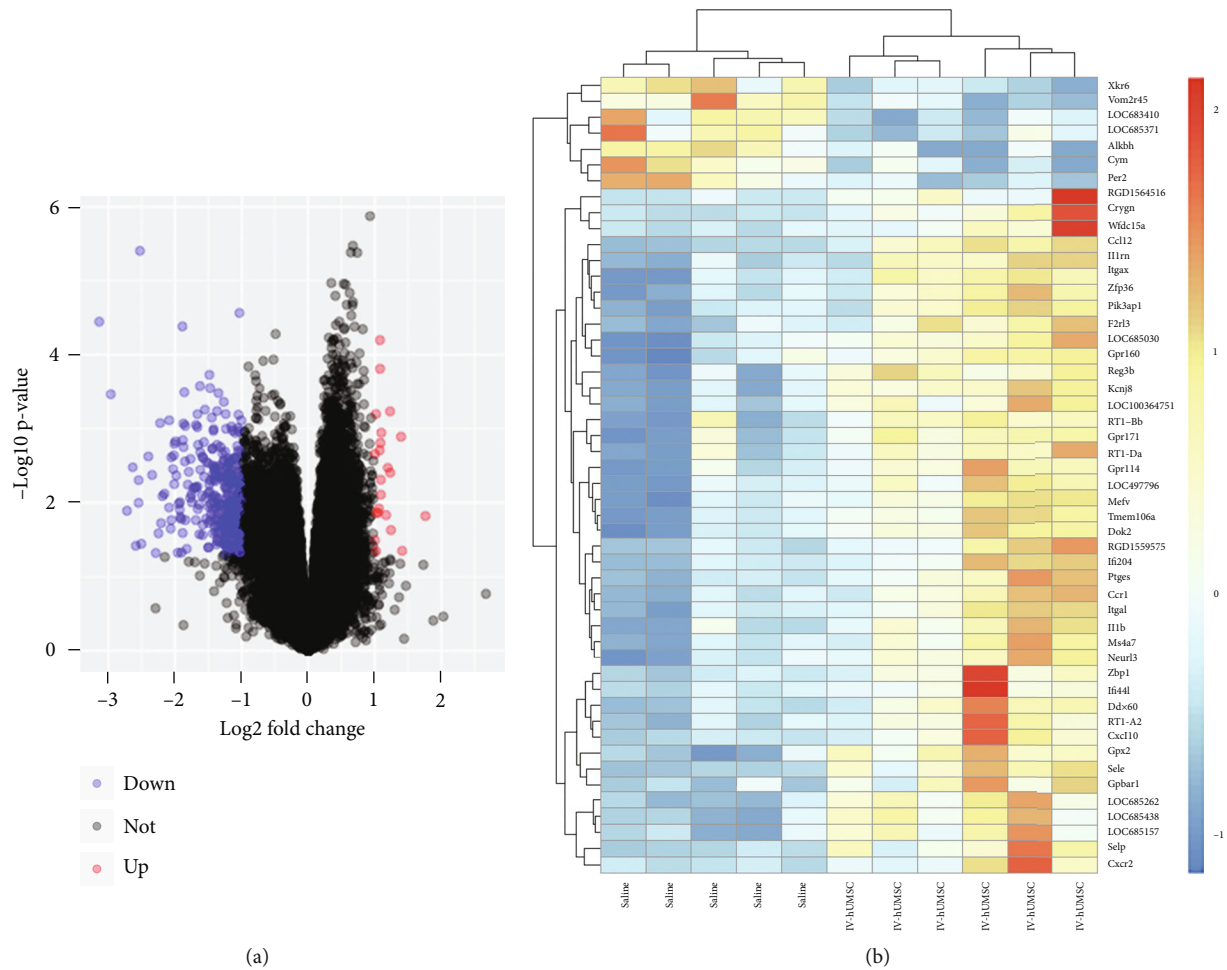 6
4
2
0
−Log10 p-value
−3
−2
−1
0
1
2
Log2 fold change
Down
Not
Up
(a)
Xkr6
Vom2r45
LOC683410
LOC685371
Alkbh
Cym
Per2
RGD1564516
Crygn
Wfdc15a
Ccl12
Il1rn
Itgax
Zfp36
Pik3ap1
F2rl3
LOC685030
Gpr160
Reg3b
Kcnj8
LOC100364751
RT1−Bb
Gpr171
RT1-Da
Gpr114
LOC497796
Mefv
Tmem106a
Dok2
RGD1559575
Ifi204
Ptges
Ccr1
Itgal
Il1b
Ms4a7
Neurl3
Zbp1
Ifi44l
Ddx60
RT1-A2
Cxcl10
Gpx2
Sele
Gpbar1
LOC685262
LOC685438
LOC685157
Selp
Cxcr2
2
1
0
−1
Saline
Saline
Saline
Saline
Saline
IV-hUMSC
IV-hUMSC
IV-hUMSC
IV-hUMSC
IV-hUMSC
IV-hUMSC
(b)